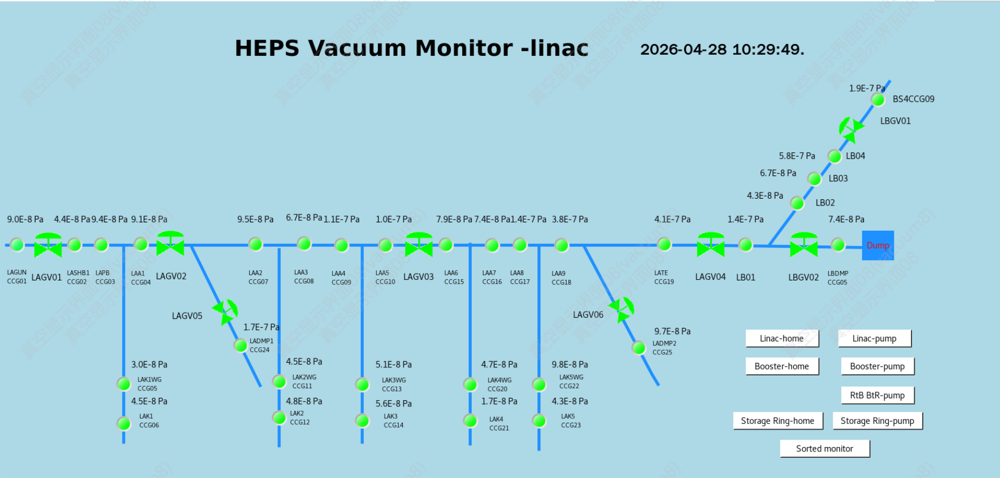 HEPS Vacuum Monitor -linac
2026-04-28 10:29:49.
1.9E-7 Pa
BS4CCG09
LBGV01
5.8E-7 Pa
LB04
6.7E-8 Pa
LB03
4.3E-8 Pa
LB02
9.0E-8 Pa
4.4E-8 Pa
9.4E-8 Pa
9.1E-8 Pa
9.5E-8 Pa
6.7E-8 Pa
1.1E-7 Pa
1.0E-7 Pa
7.9E-8 Pa
7.4E-8 Pa
1.4E-7 Pa
3.8E-7 Pa
4.1E-7 Pa
1.4E-7 Pa
7.4E-8 Pa
Dump
LAGUN
CCG01
LAGV01
LASHB1
CCG02
LAPB
CCG03
LAA1
CCG04
LAGV02
LAA2
CCG07
LAA3
CCG08
LAA4
CCG09
LAA5
CCG10
LAGV03
LAA6
CCG15
LAA7
CCG16
LAA8
CCG17
LAA9
CCG18
LATE
CCG19
LAGV04
LB01
LBGV02
LBDMP
CCG05
LAGV05
1.7E-7 Pa
LADMP1
CCG24
LAGV06
9.7E-8 Pa
LADMP2
CCG25
3.0E-8 Pa
LAK1WG
CCG05
4.5E-8 Pa
LAK1
CCG06
4.5E-8 Pa
LAK2WG
CCG11
4.8E-8 Pa
LAK2
CCG12
5.1E-8 Pa
LAK3WG
CCG13
5.6E-8 Pa
LAK3
CCG14
4.7E-8 Pa
LAK4WG
CCG20
1.7E-8 Pa
LAK4
CCG21
9.8E-8 Pa
LAK5WG
CCG22
4.3E-8 Pa
LAK5
CCG23
Linac-home
Linac-pump
Booster-home
Booster-pump
RtB BtR-pump
Storage Ring-home
Storage Ring-pump
Sorted monitor
真空显示界面08(vacuum8)